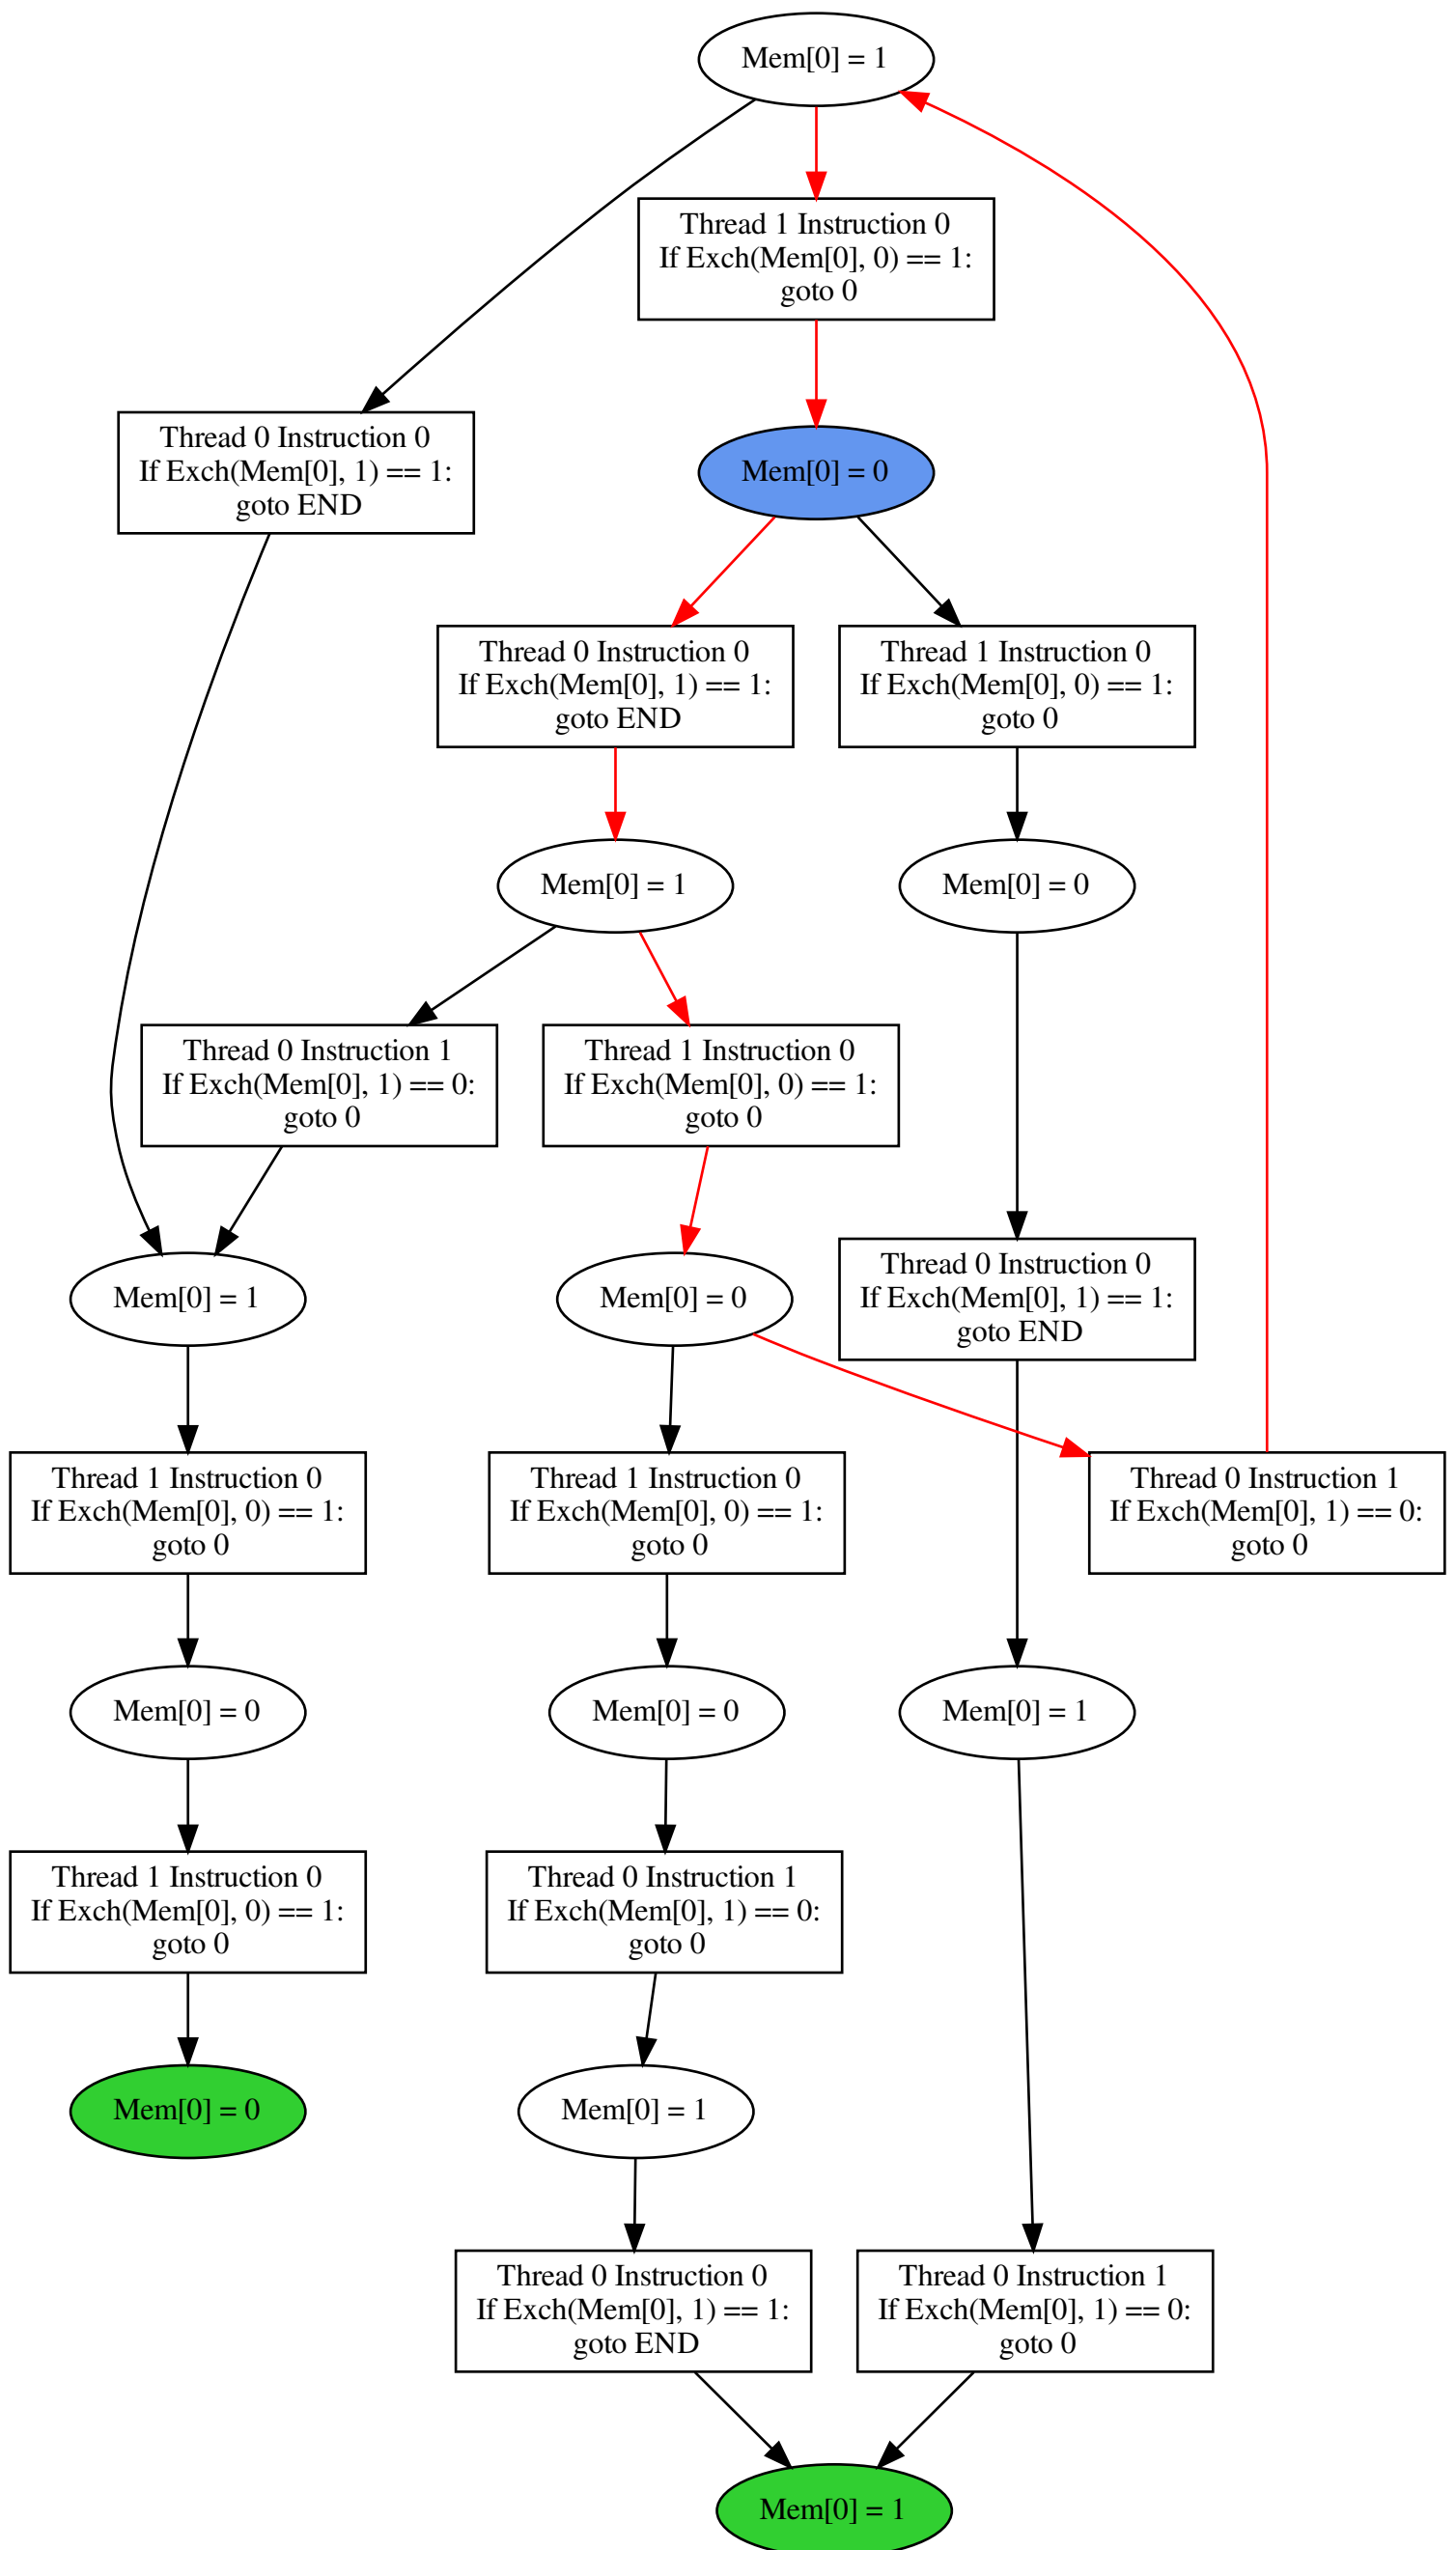 Mem[0] = 1
Thread 1 Instruction 0
If Exch(Mem[0], 0) == 1:
goto 0
Thread 0 Instruction 0
If Exch(Mem[0], 1) == 1:
goto END
Mem[0] = 0
Thread 0 Instruction 0
If Exch(Mem[0], 1) == 1:
goto END
Thread 1 Instruction 0
If Exch(Mem[0], 0) == 1:
goto 0
Mem[0] = 1
Mem[0] = 0
Thread 0 Instruction 1
If Exch(Mem[0], 1) == 0:
goto 0
Thread 1 Instruction 0
If Exch(Mem[0], 0) == 1:
goto 0
Mem[0] = 1
Mem[0] = 0
Thread 0 Instruction 0
If Exch(Mem[0], 1) == 1:
goto END
Thread 1 Instruction 0
If Exch(Mem[0], 0) == 1:
goto 0
Thread 1 Instruction 0
If Exch(Mem[0], 0) == 1:
goto 0
Thread 0 Instruction 1
If Exch(Mem[0], 1) == 0:
goto 0
Mem[0] = 0
Mem[0] = 0
Mem[0] = 1
Thread 1 Instruction 0
If Exch(Mem[0], 0) == 1:
goto 0
Thread 0 Instruction 1
If Exch(Mem[0], 1) == 0:
goto 0
Mem[0] = 0
Mem[0] = 1
Thread 0 Instruction 0
If Exch(Mem[0], 1) == 1:
goto END
Thread 0 Instruction 1
If Exch(Mem[0], 1) == 0:
goto 0
Mem[0] = 1